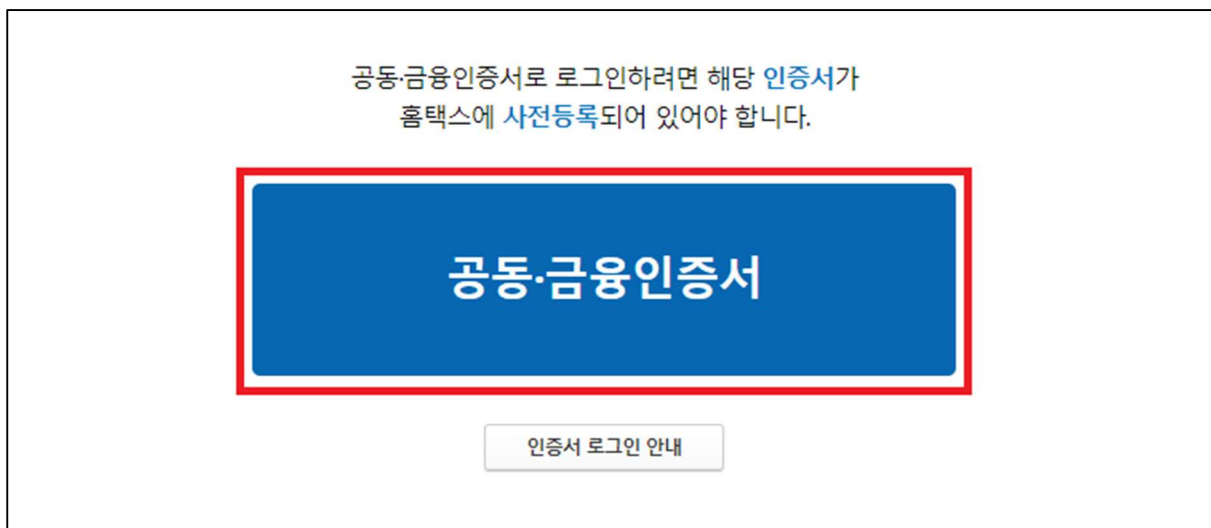 공동·금융인증서로 로그인하려면 해당 인증서가
홈택스에 사전등록되어 있어야 합니다.
공동·금융인증서
인증서 로그인 안내